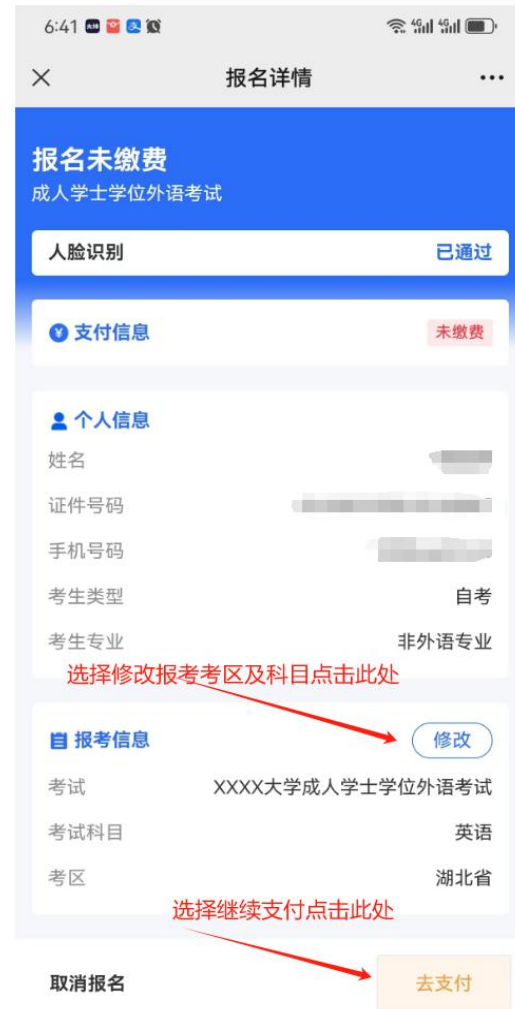 6:41
报名详情
报名未缴费
成人学士学位外语考试
人脸识别 已通过
支付信息 未缴费
个人信息
姓名
证件号码
手机号码
考生类型 自考
考生专业 非外语专业
选择修改报考考区及科目点击此处
报考信息 修改
考试 XXXX大学成人学士学位外语考试
考试科目 英语
考区 湖北省
选择继续支付点击此处
取消报名 去支付